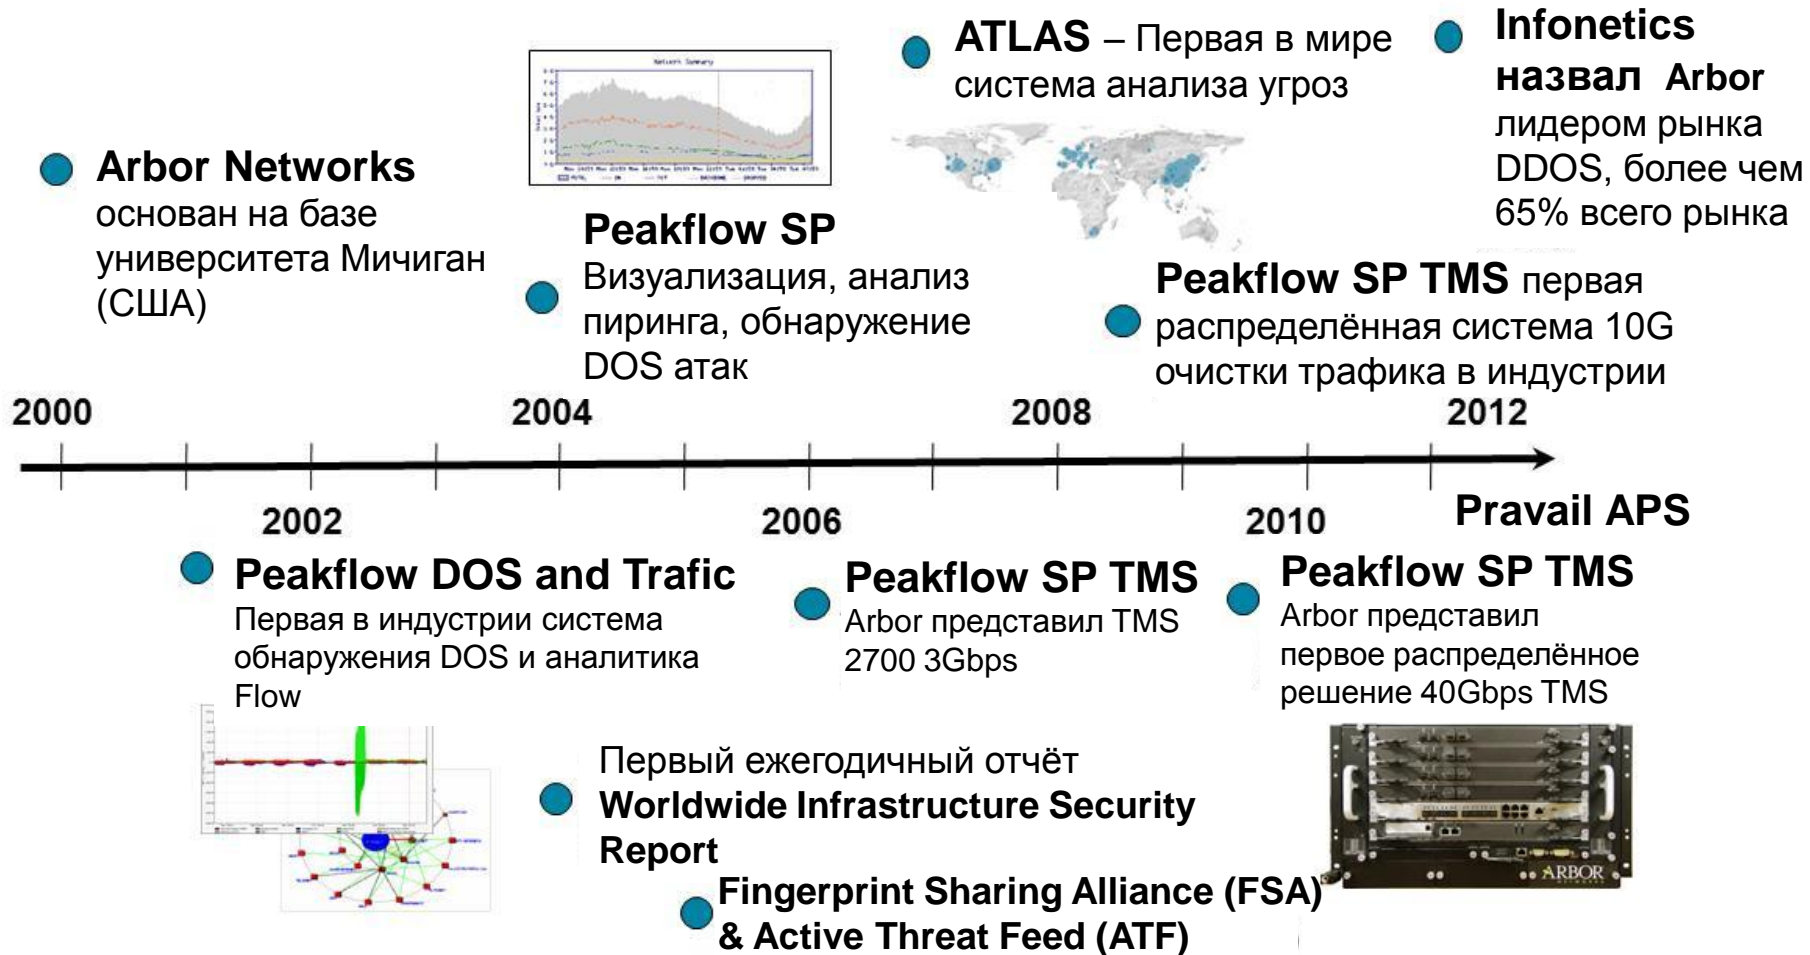 Arbor Networks
основан на базе
университета Мичиган
(США)
Network Summary
Peakflow SP
Визуализация, анализ
пиринга, обнаружение
DOS атак
ATLAS – Первая в мире
система анализа угроз
Infonetics
назвал Arbor
лидером рынка
DDOS, более чем
65% всего рынка
Peakflow SP TMS первая
распределённая система 10G
очистки трафика в индустрии
2000
2004
2008
2012
2002
2006
2010
Pravail APS
Peakflow DOS and Trafic
Первая в индустрии система
обнаружения DOS и аналитика
Flow
Peakflow SP TMS
Arbor представил TMS
2700 3Gbps
Peakflow SP TMS
Arbor представил
первое распределённое
решение 40Gbps TMS
Первый ежегодичный отчёт
Worldwide Infrastructure Security
Report
Fingerprint Sharing Alliance (FSA)
& Active Threat Feed (ATF)
ARBOR
NETWORKS